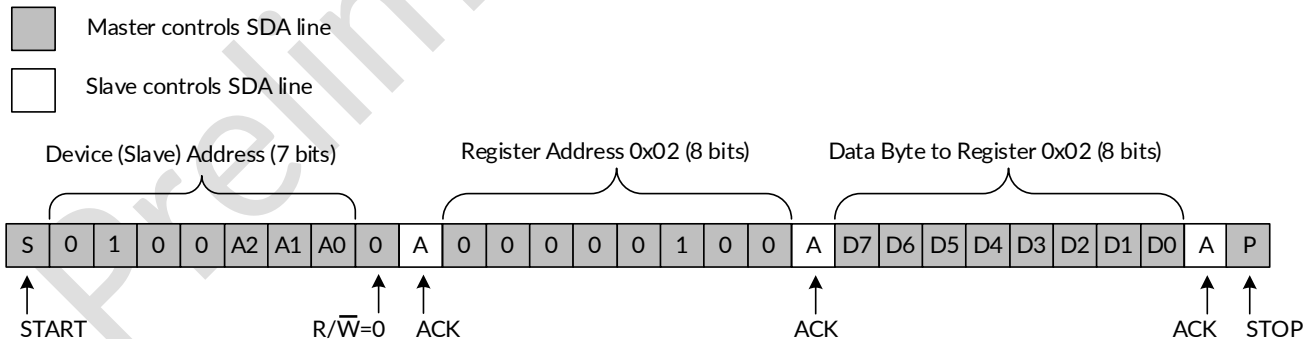 Master controls SDA line
Slave controls SDA line
Device (Slave) Address (7 bits) Register Address 0x02 (8 bits) Data Byte to Register 0x02 (8 bits)
S 0 1 0 0 A2 A1 A0 0 A 0 0 0 0 0 1 0 0 A D7 D6 D5 D4 D3 D2 D1 D0 A P
START R/W̅=0 ACK ACK ACK STOP
Prelim